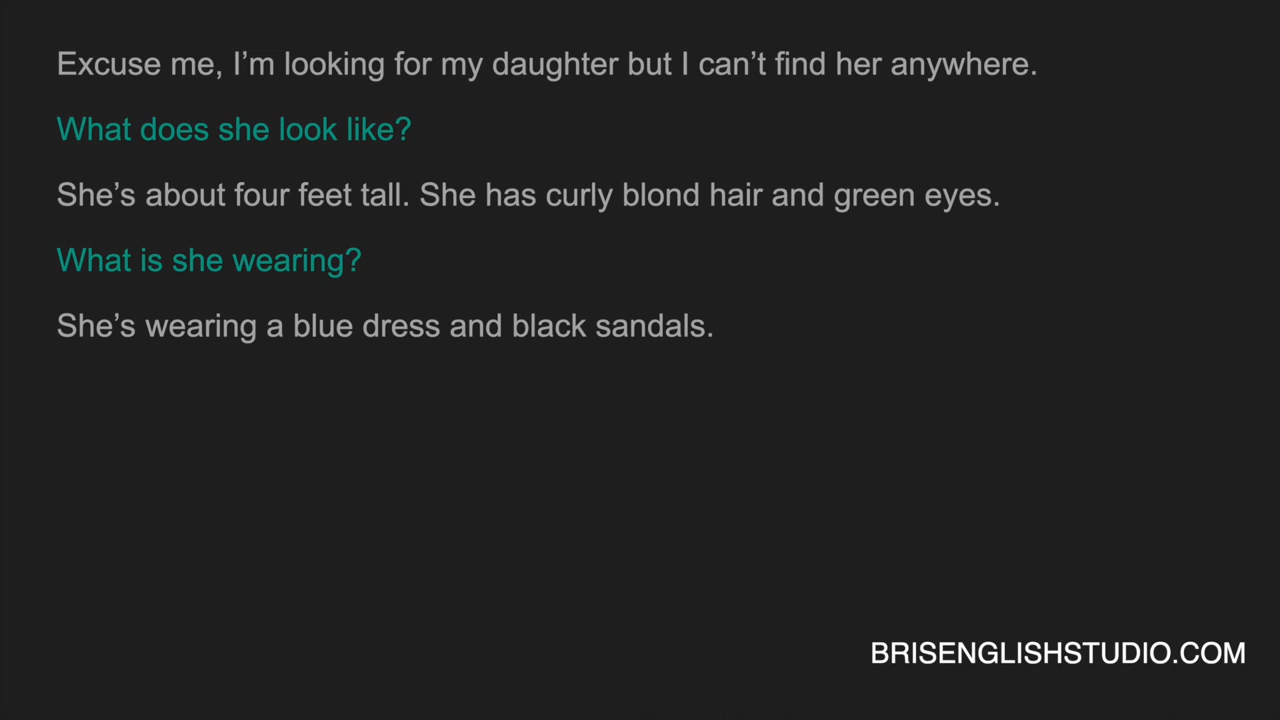 Excuse me, I’m looking for my daughter but I can’t find her anywhere.
What does she look like?
She’s about four feet tall. She has curly blond hair and green eyes.
What is she wearing?
She’s wearing a blue dress and black sandals.
BRISENGLISHSTUDIO.COM